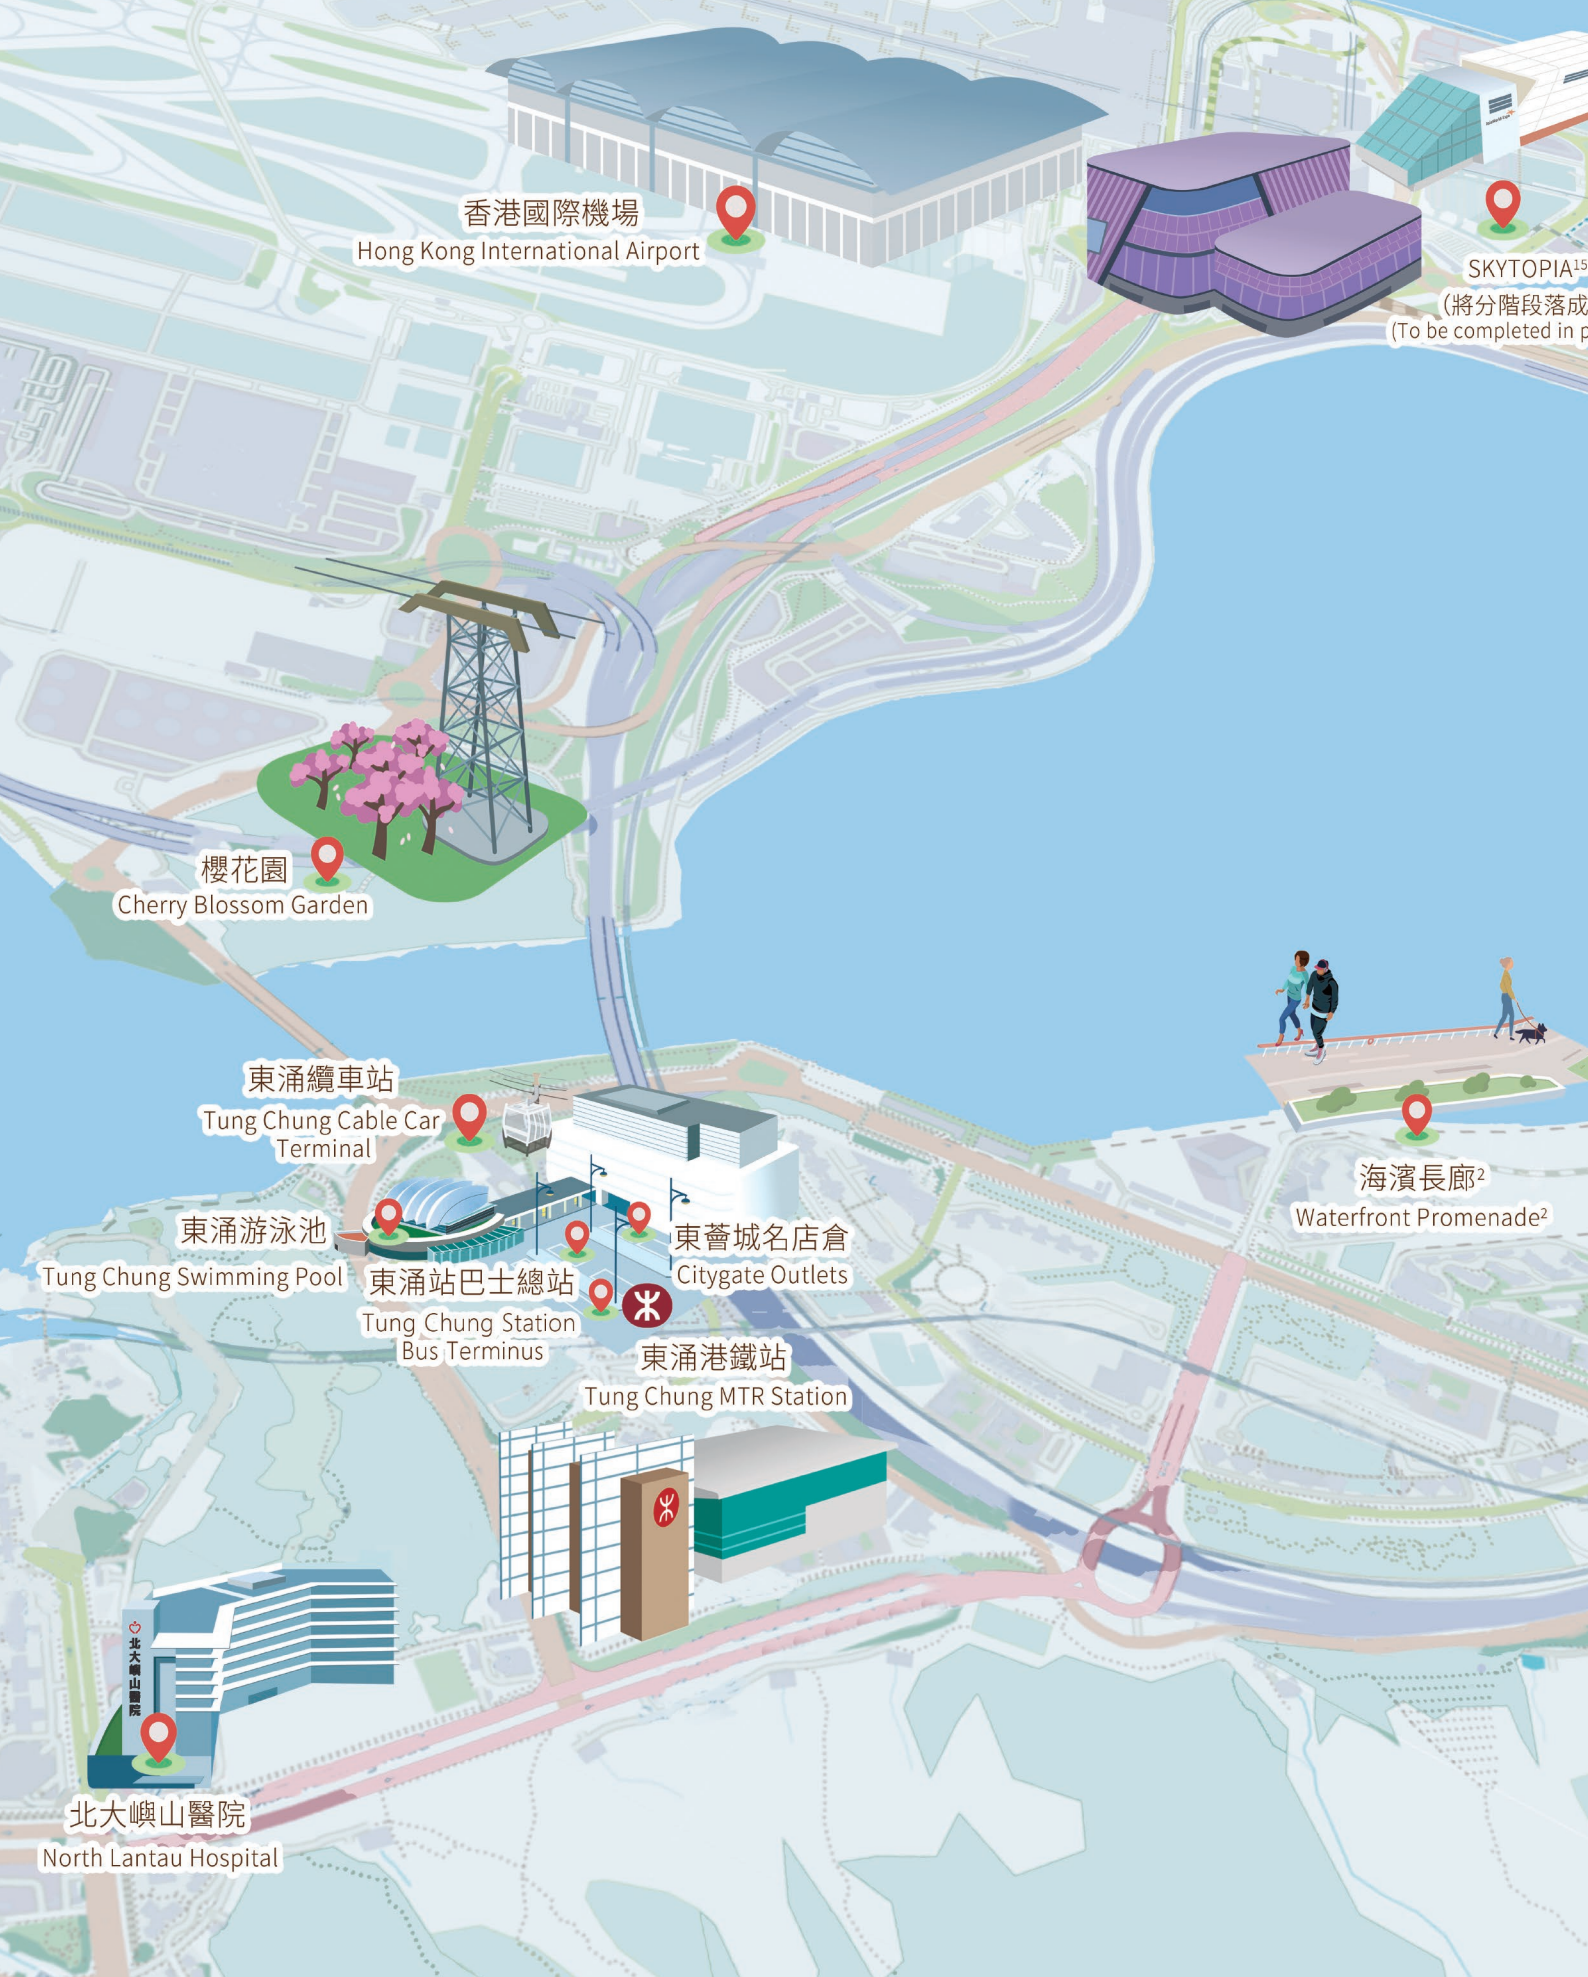 香港國際機場
Hong Kong International Airport
SKYTOPIA¹⁵
(將分階段落成
(To be completed in p
櫻花園
Cherry Blossom Garden
東涌纜車站
Tung Chung Cable Car
Terminal
海濱長廊²
Waterfront Promenade²
東涌游泳池
Tung Chung Swimming Pool
東薈城名店倉
Citygate Outlets
東涌站巴士總站
Tung Chung Station
Bus Terminus
東涌港鐵站
Tung Chung MTR Station
北大嶼山醫院
北大嶼山醫院
North Lantau Hospital